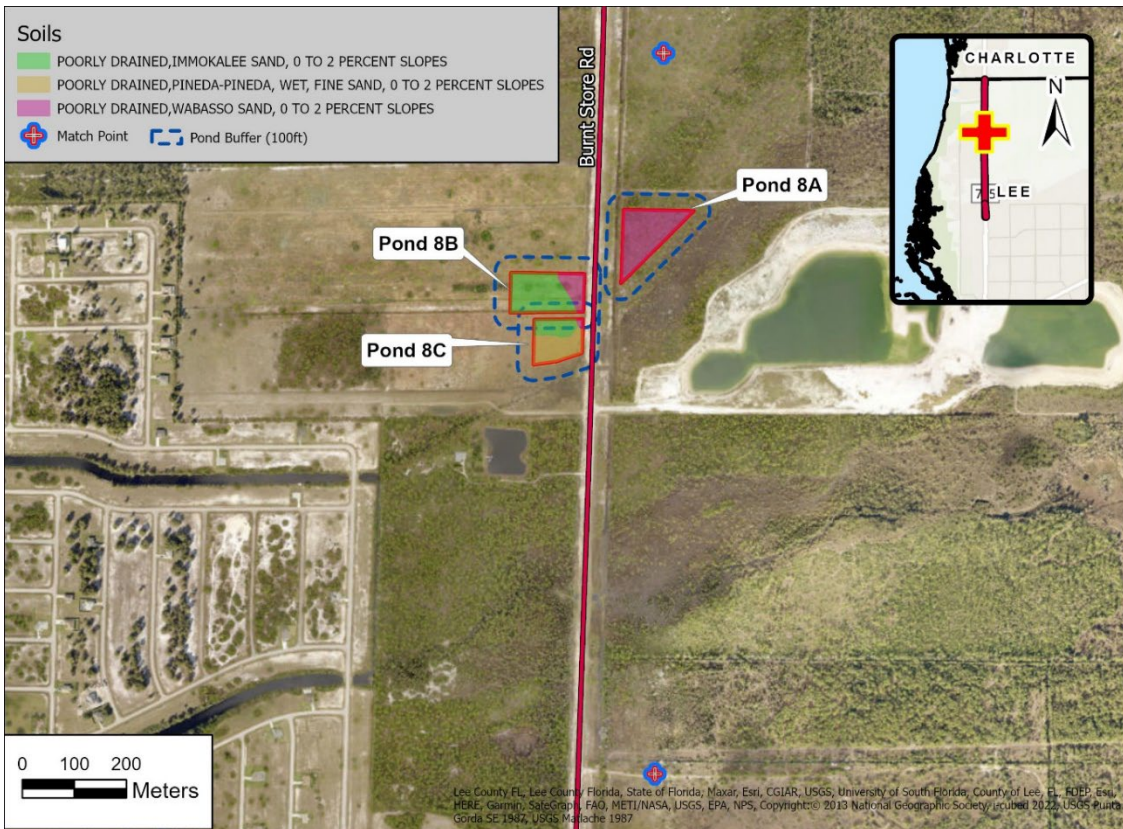 Soils
POORLY DRAINED,IMMOKALEE SAND, 0 TO 2 PERCENT SLOPES
POORLY DRAINED,PINEDA-PINEDA, WET, FINE SAND, 0 TO 2 PERCENT SLOPES
POORLY DRAINED,WABASSO SAND, 0 TO 2 PERCENT SLOPES
Match Point Pond Buffer (100ft)
Burnt Store Rd
CHARLOTTE
N
LEE
Pond 8A
Pond 8B
Pond 8C
0 100 200
Meters
Lee County FL, Lee County Florida, State of Florida, Maxar, Esri, CGIAR, USGS, University of South Florida, County of Lee, FL, FDEP, Esri,
HERE, Garmin, SafeGraph, FAO, METI/NASA, USGS, EPA, NPS, Copyright:© 2013 National Geographic Society, i-cubed 2022, USGS Punta
Gorda SE 1987, USGS Matlache 1987